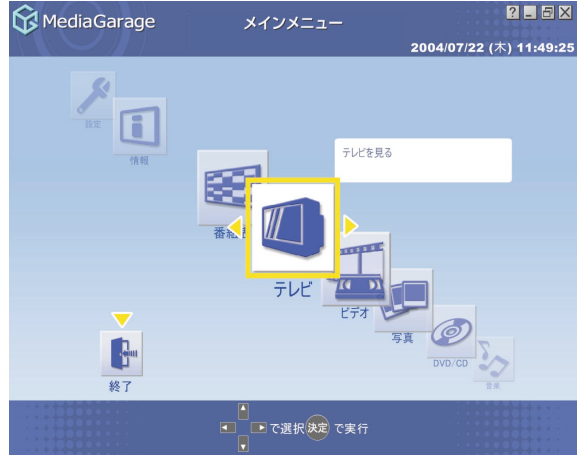 MediaGarage
メインメニュー
2004/07/22 (木) 11:49:25
設定
情報
テレビを見る
番組
テレビ
ビデオ
写真
DVD/CD
音楽
終了
で選択 決定 で実行